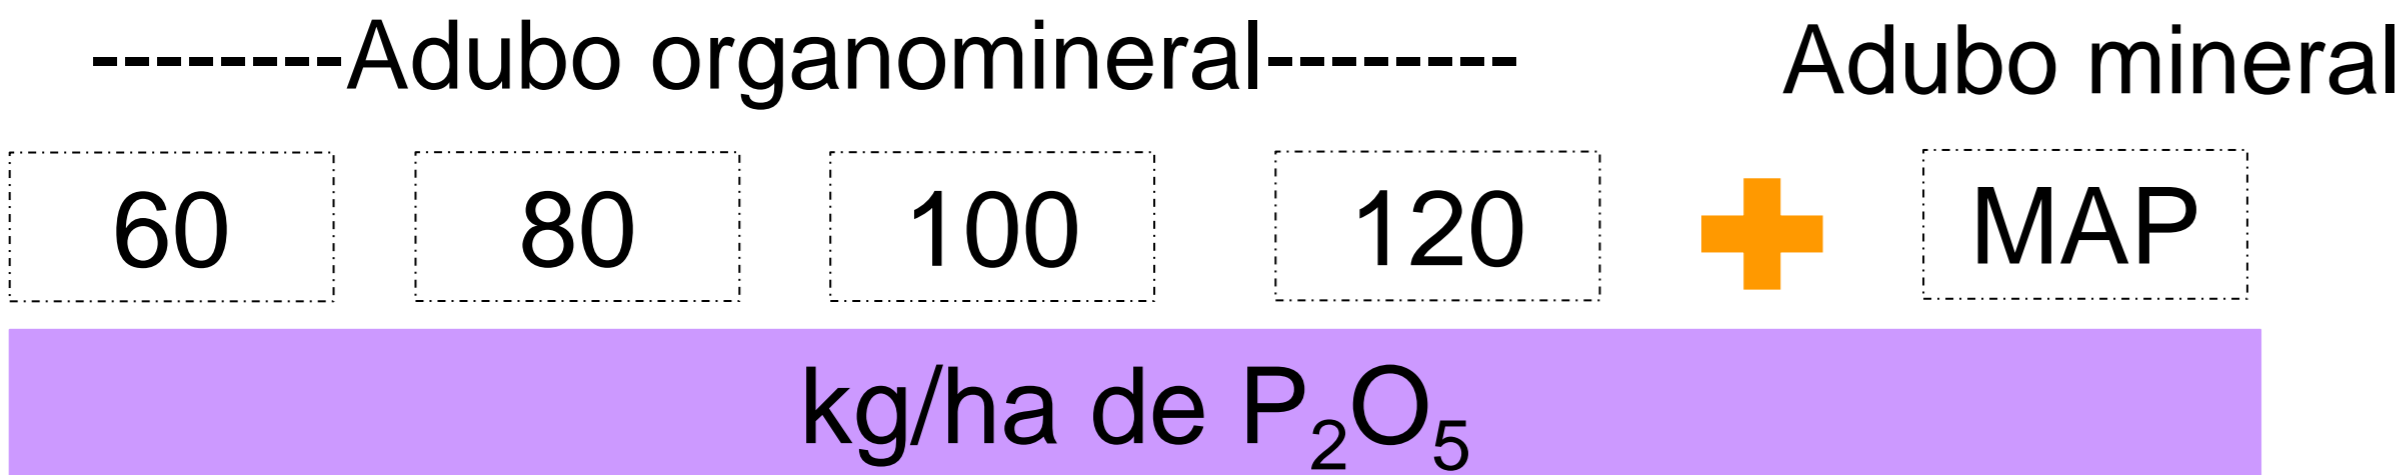 --------Adubo organomineral-------- Adubo mineral
60 80 100 120 MAP
kg/ha de P₂O₅